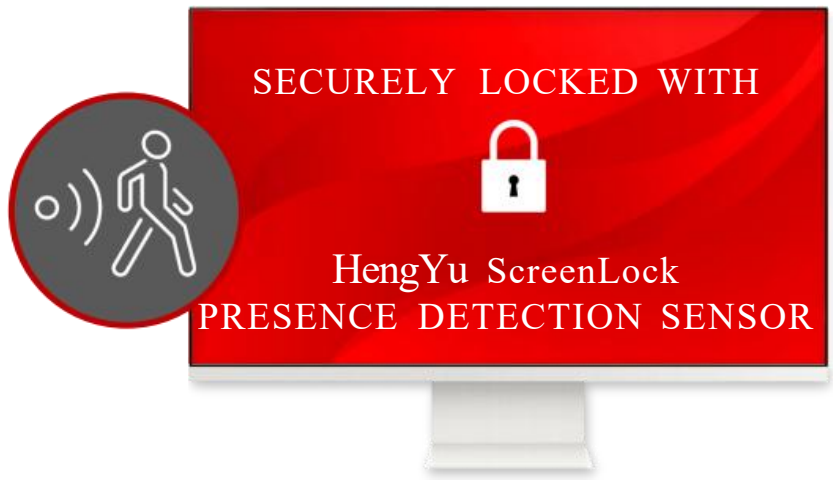 SECURELY LOCKED WITH
HengYu ScreenLock
PRESENCE DETECTION SENSOR